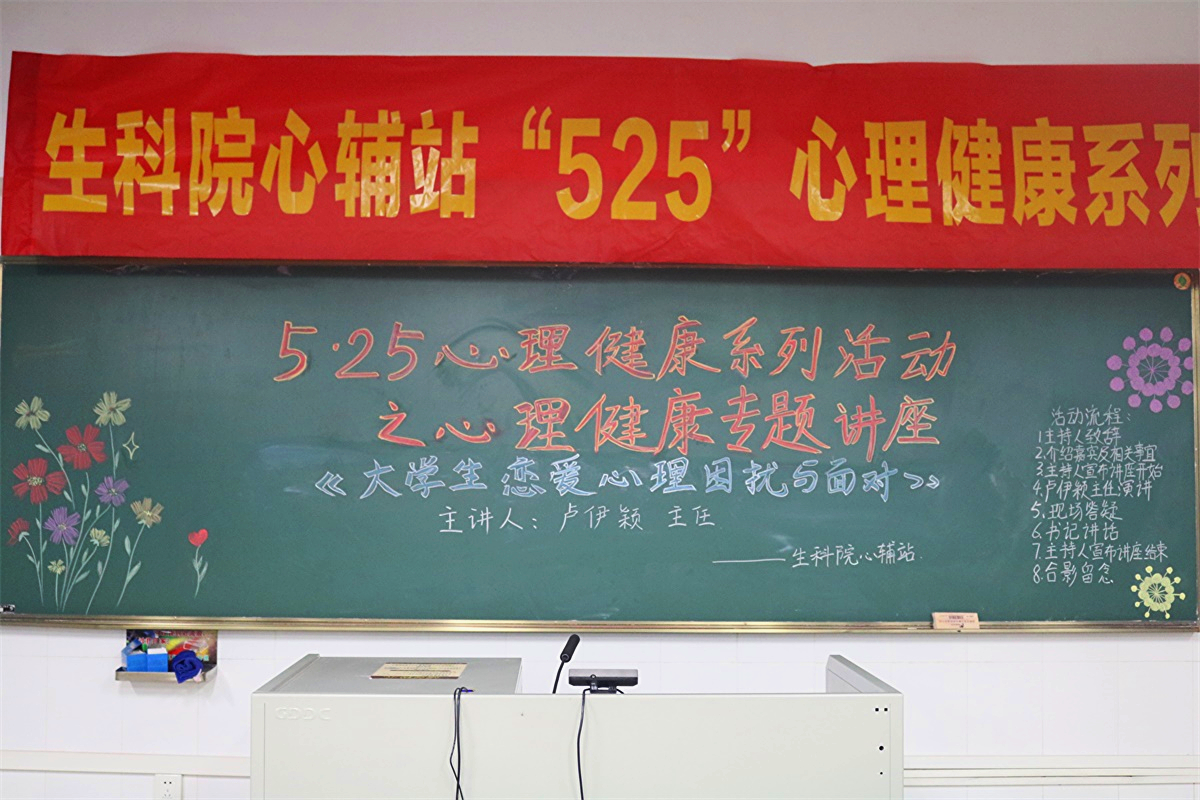 生科院心辅站“525”心理健康系列
5·25心理健康系列活动
之心理健康专题讲座
《大学生恋爱心理困扰与面对》
主讲人：卢伊颖 主任
——生科院心辅站.
活动流程：
1.主持人致辞
2.介绍嘉宾及相关事宜
3.主持人宣布讲座开始
4.卢伊颖主任演讲
5.现场答疑
6.书记讲话
7.主持人宣布讲座结束
8.合影留念
GDDC